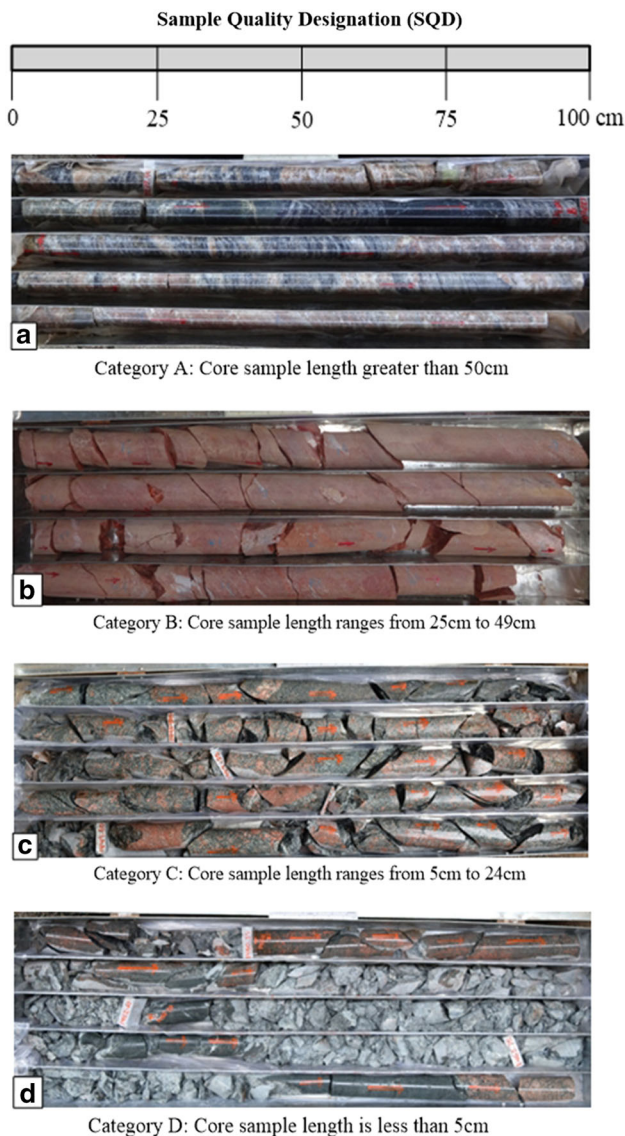 Sample Quality Designation (SQD)
0 25 50 75 100 cm
a
Category A: Core sample length greater than 50cm
b
Category B: Core sample length ranges from 25cm to 49cm
c
Category C: Core sample length ranges from 5cm to 24cm
d
Category D: Core sample length is less than 5cm